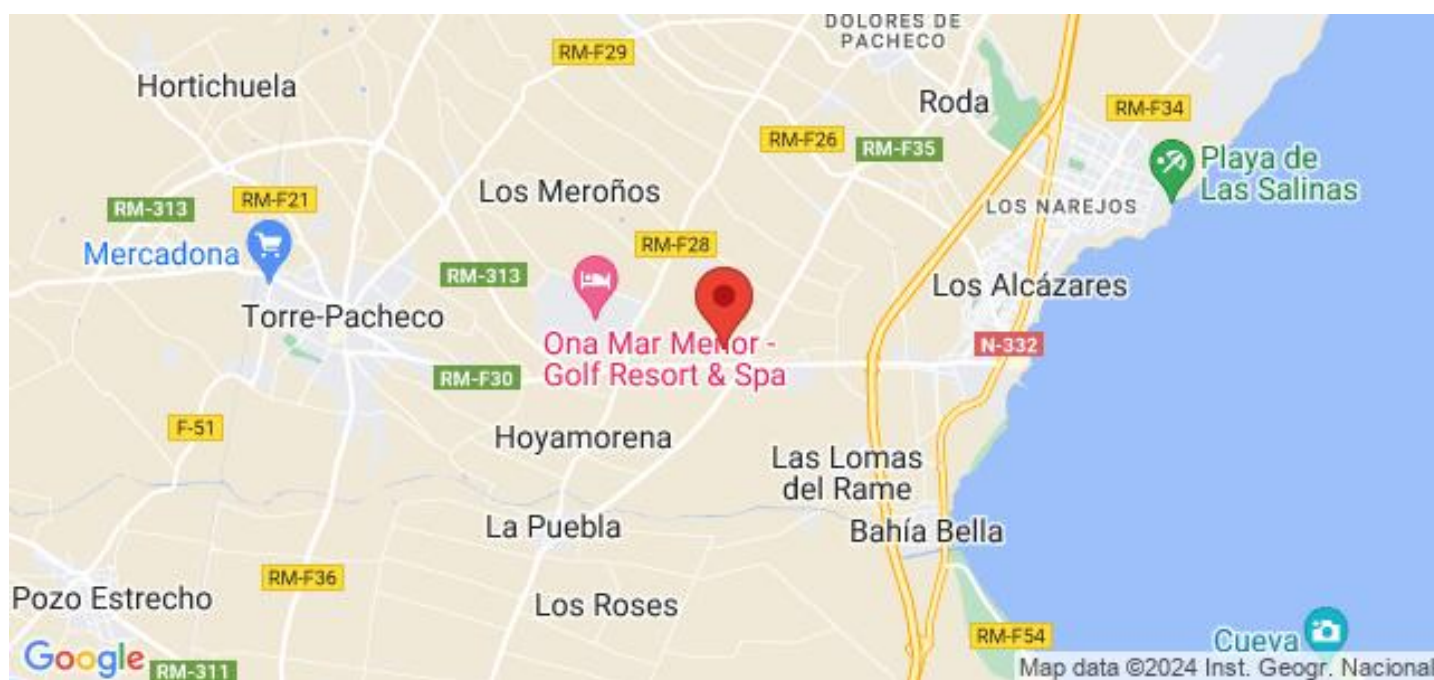 DOLORES DE
PACHECO
RM-F29
Hortichuela
Roda
RM-F34
RM-F26
RM-F35
Playa de
Las Salinas
Los Meroños
RM-F21
RM-313
LOS NAREJOS
Mercadona
RM-F28
RM-313
Los Alcázares
Torre-Pacheco
Ona Mar Menor -
Golf Resort & Spa
N-332
RM-F30
F-51
Hoyamorena
Las Lomas
del Rame
La Puebla
Bahía Bella
RM-F36
Pozo Estrecho
Los Roses
RM-F54
Cueva
Google
RM-311
Map data ©2024 Inst. Geogr. Nacional